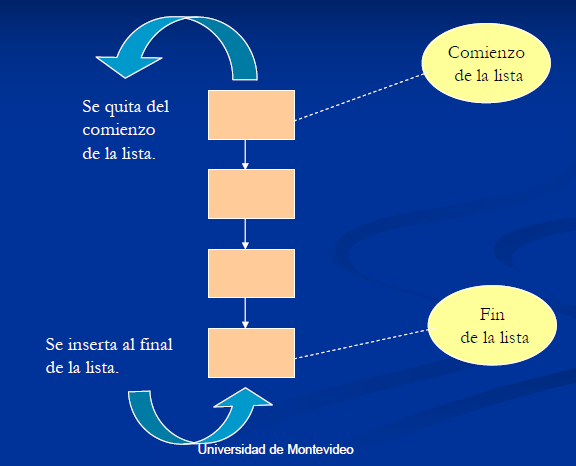 Comienzo
de la lista
Se quita del
comienzo
de la lista.
Fin
de la lista
Se inserta al final
de la lista.
Universidad de Montevideo